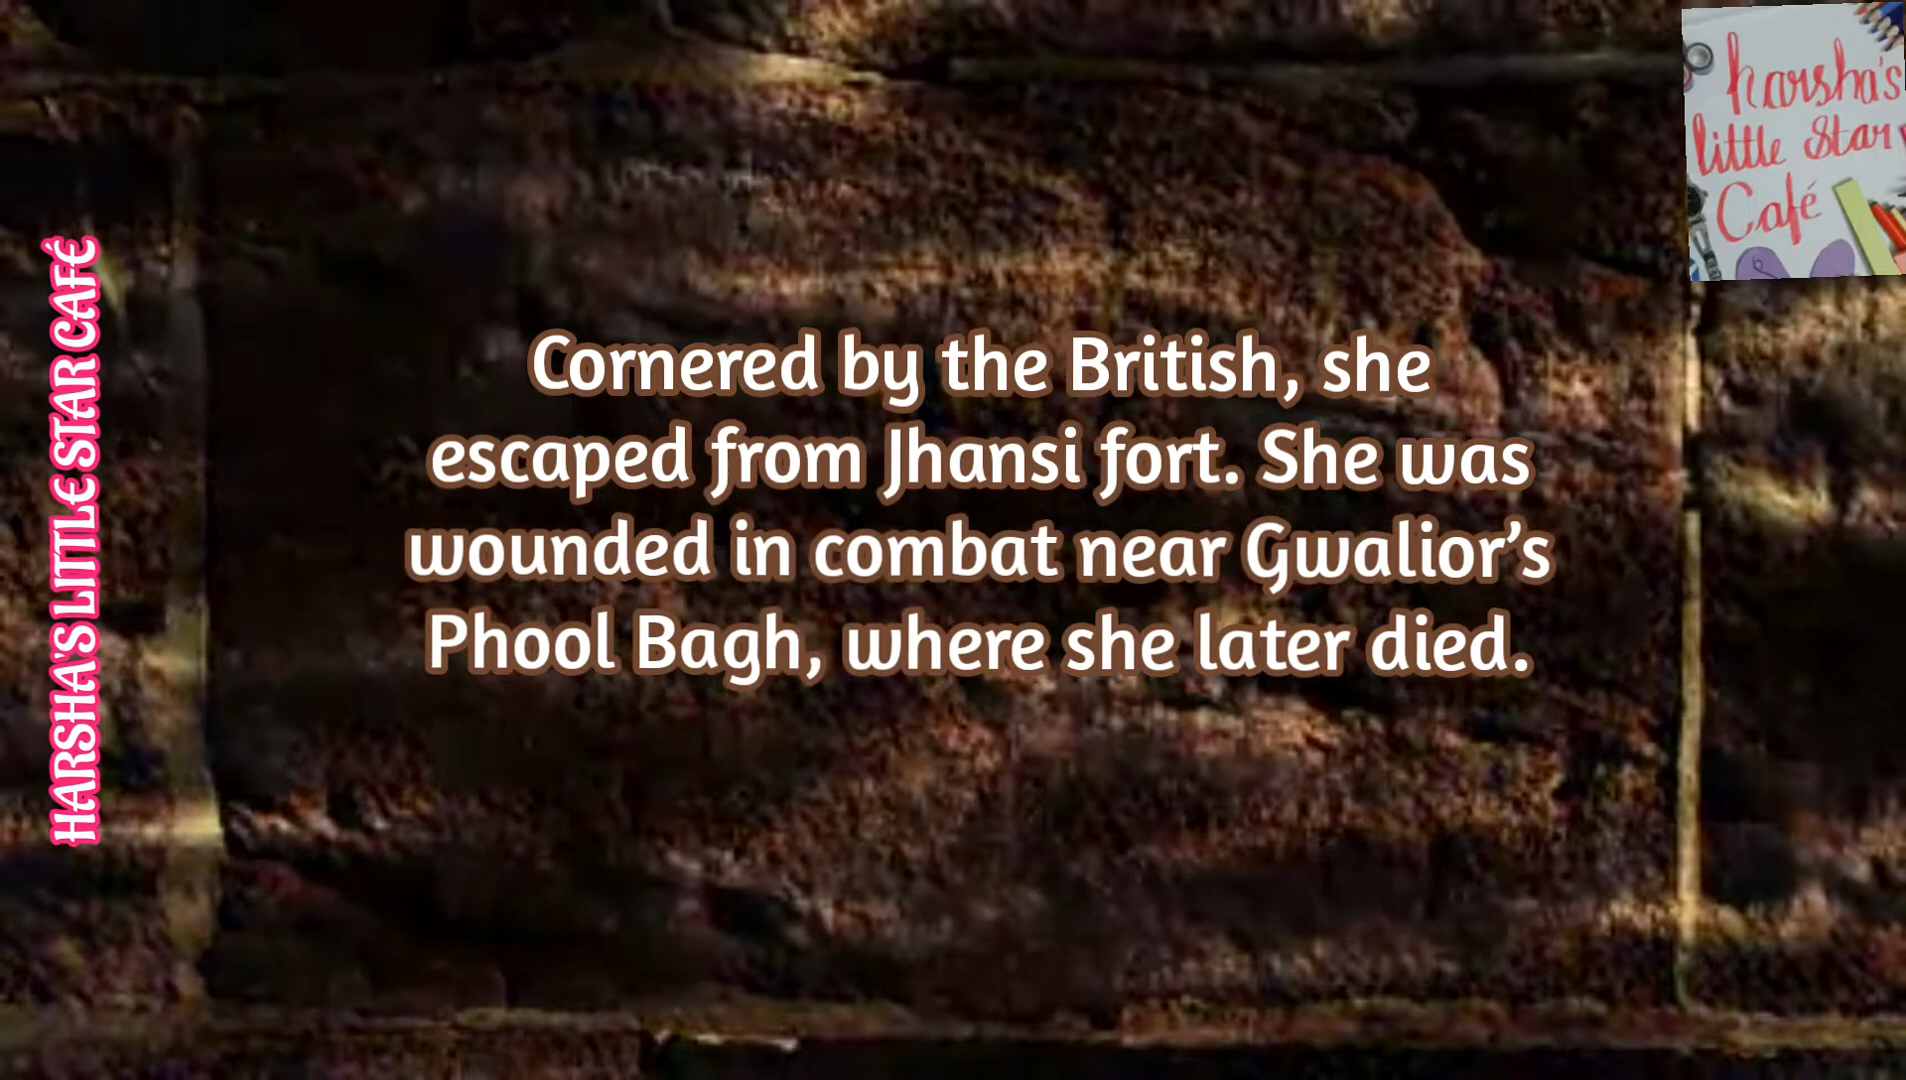 Harsha's
little Star
Café
HARSHA'S LITTLE STAR CAFÉ
Cornered by the British, she
escaped from Jhansi fort. She was
wounded in combat near Gwalior’s
Phool Bagh, where she later died.